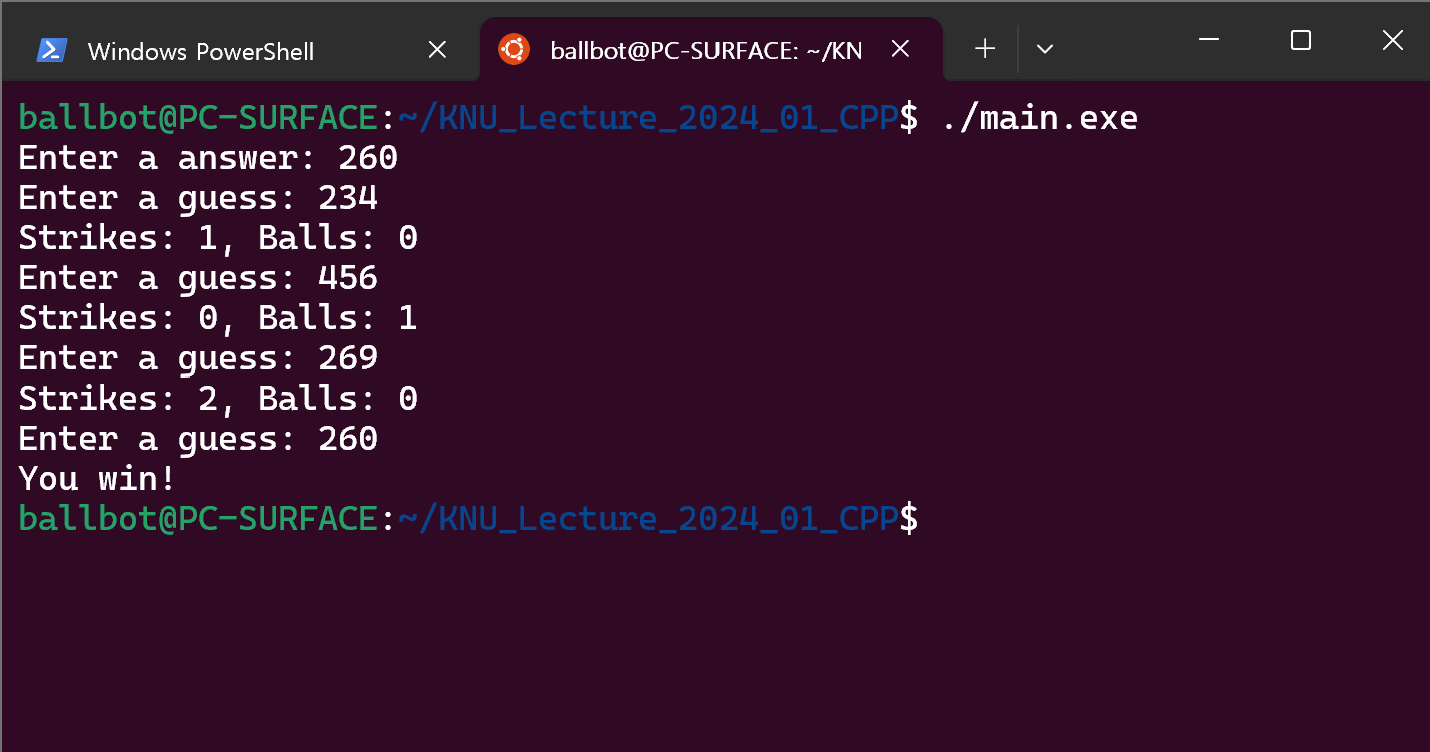 Windows PowerShell
ballbot@PC-SURFACE: ~/KN
ballbot@PC-SURFACE:~/KNU_Lecture_2024_01_CPP$ ./main.exe
Enter a answer: 260
Enter a guess: 234
Strikes: 1, Balls: 0
Enter a guess: 456
Strikes: 0, Balls: 1
Enter a guess: 269
Strikes: 2, Balls: 0
Enter a guess: 260
You win!
ballbot@PC-SURFACE:~/KNU_Lecture_2024_01_CPP$